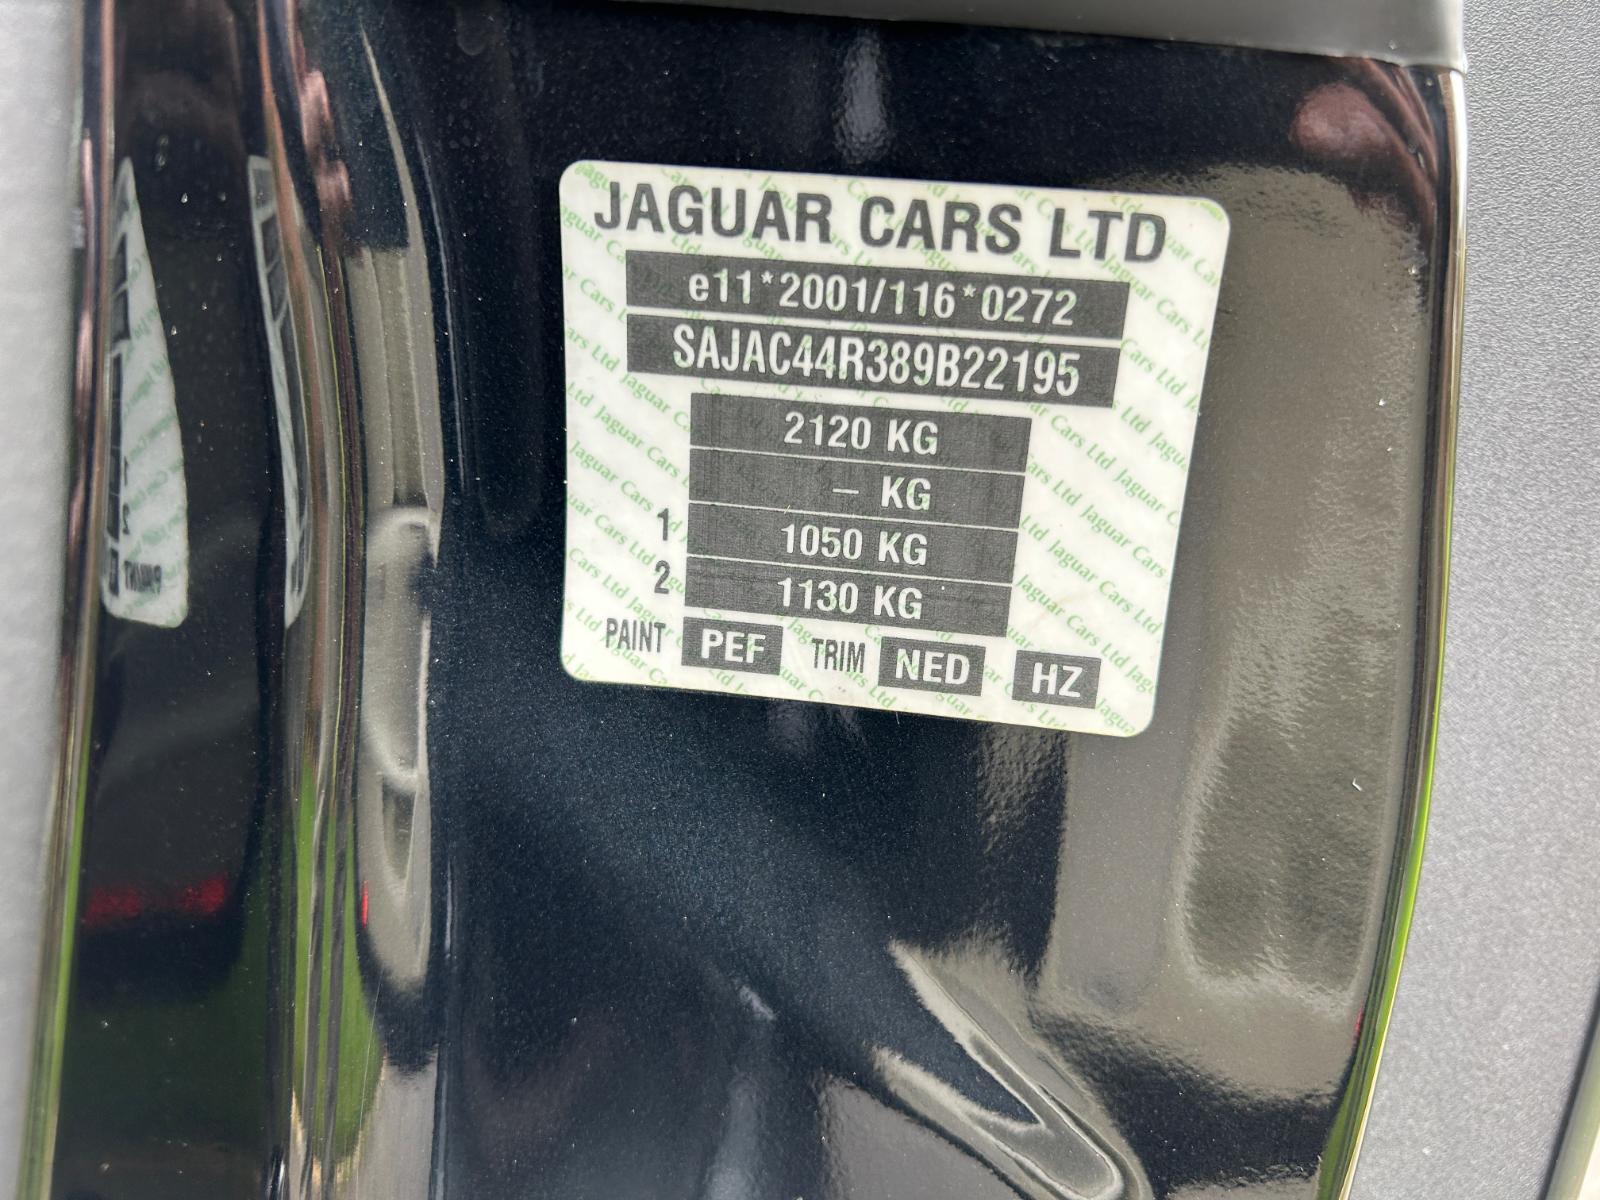 JAGUAR CARS LTD
e11*2001/116*0272
SAJAC44R389B22195
2120 KG
– KG
1 1050 KG
2 1130 KG
PAINT PEF TRIM NED HZ